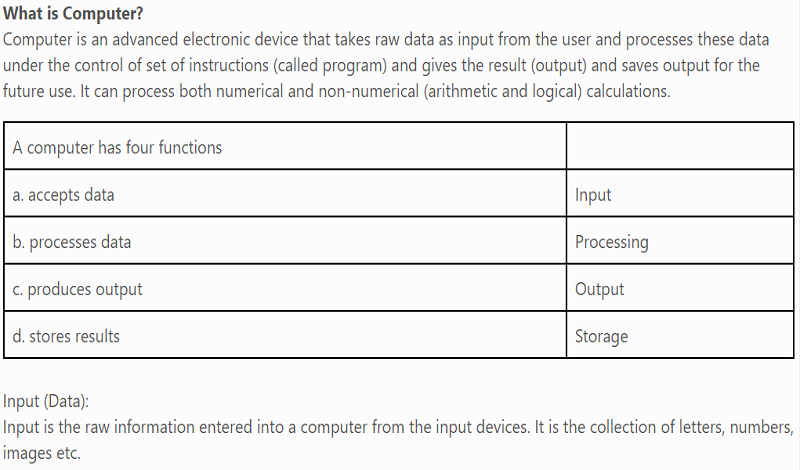 What is Computer?
Computer is an advanced electronic device that takes raw data as input from the user and processes these data
under the control of set of instructions (called program) and gives the result (output) and saves output for the
future use. It can process both numerical and non-numerical (arithmetic and logical) calculations.
A computer has four functions
a. accepts data Input
b. processes data Processing
c. produces output Output
d. stores results Storage
Input (Data):
Input is the raw information entered into a computer from the input devices. It is the collection of letters, numbers,
images etc.